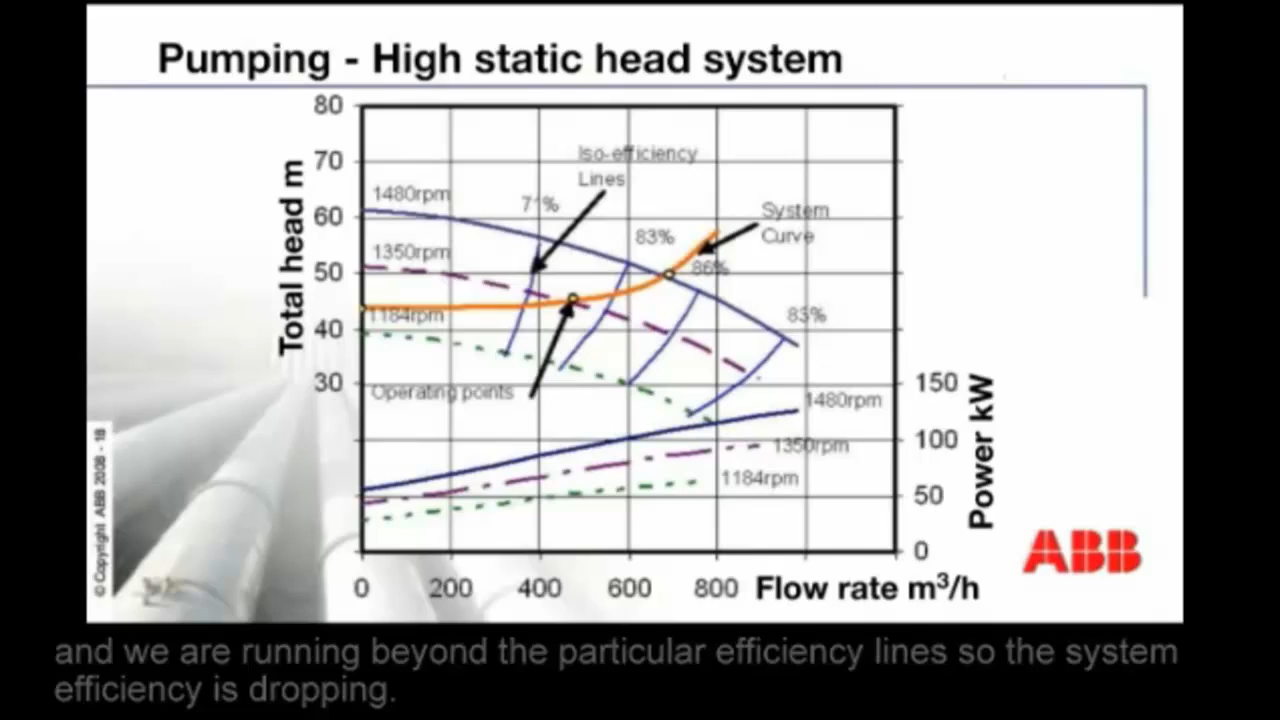 Pumping - High static head system
Total head m
80
70
60
50
40
30
1480rpm
1350rpm
1184rpm
Iso-efficiency
Lines
71%
83%
86%
83%
System
Curve
Operating points
1480rpm
1350rpm
1184rpm
150
100
50
0
Power kW
0 200 400 600 800 Flow rate m³/h
© Copyright ABB 2008 - 18
ABB
and we are running beyond the particular efficiency lines so the system
efficiency is dropping.